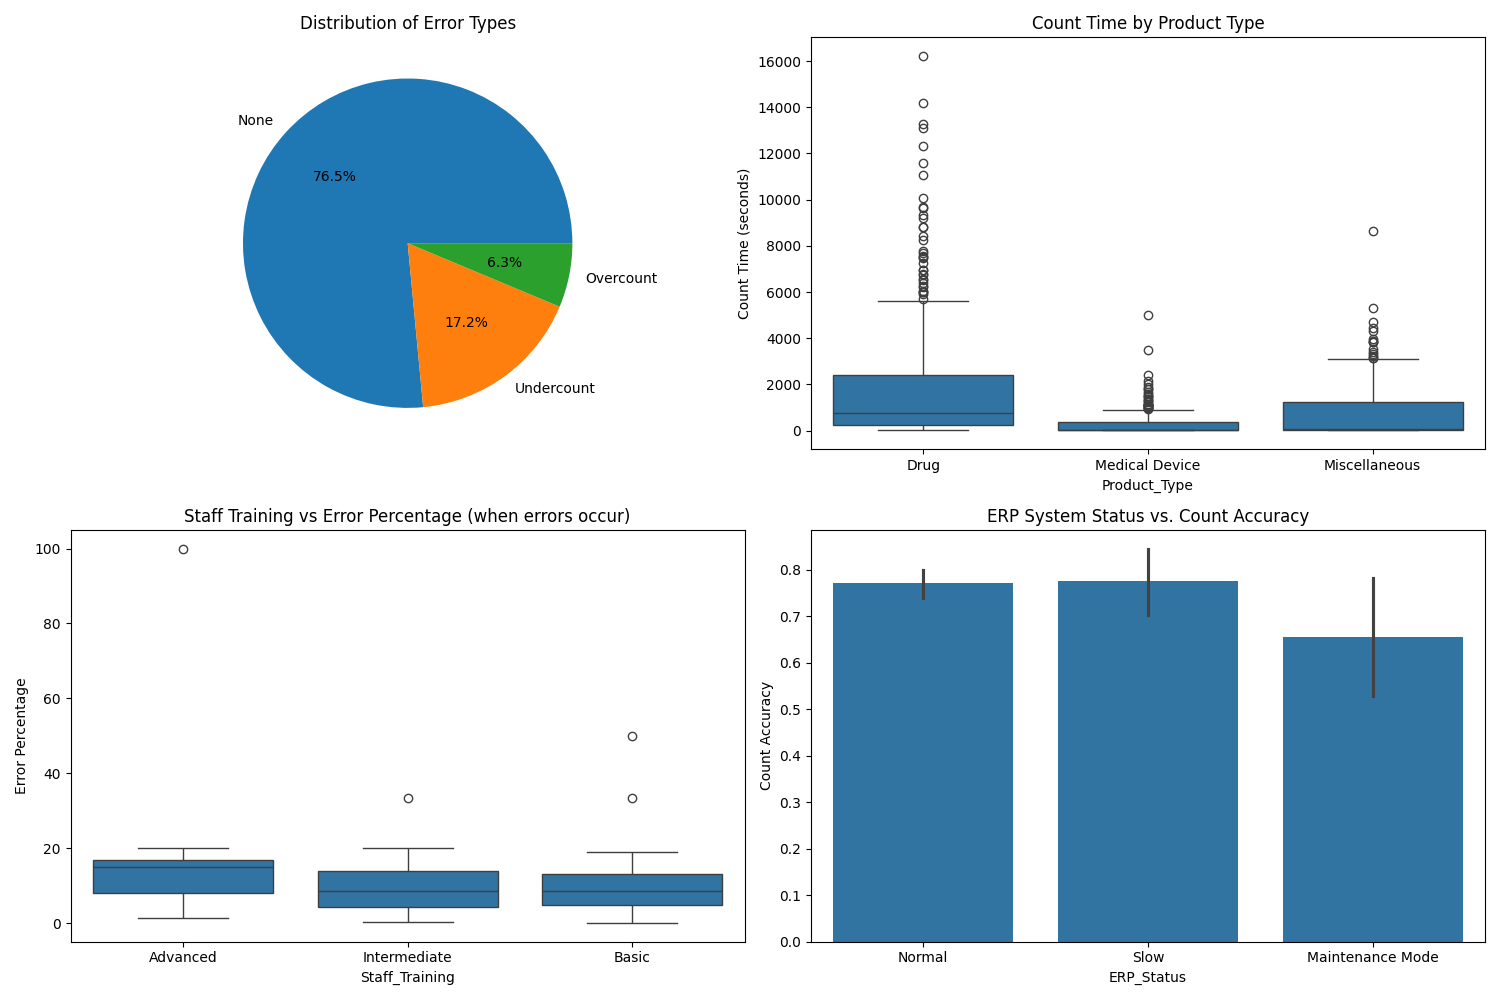 Distribution of Error Types
None
76.5%
6.3%
Overcount
17.2%
Undercount
Count Time by Product Type
16000
14000
12000
10000
8000
6000
4000
2000
0
Count Time (seconds)
Drug
Medical Device
Miscellaneous
Product_Type
Staff Training vs Error Percentage (when errors occur)
100
80
60
40
20
0
Error Percentage
Advanced
Intermediate
Basic
Staff_Training
ERP System Status vs. Count Accuracy
0.8
0.7
0.6
0.5
0.4
0.3
0.2
0.1
0.0
Count Accuracy
Normal
Slow
Maintenance Mode
ERP_Status